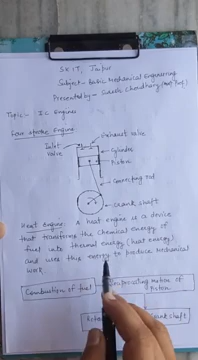 SKIT, Jaipur
Subject - Basic Mechanical Engineering
Presented by - Choudhary (Asst. Prof.)
Topic :- IC Engines
Four stroke Engine
Exhaust valve
Inlet
Valve
Cylinder
Piston
Connecting Rod
Crank shaft
Heat engine: A heat engine is a device
that transforms the chemical energy of
fuel into thermal energy (heat energy)
and uses this energy to produce mechanical
work.
Combustion of fuel
Reciprocating motion of
Piston
shaft